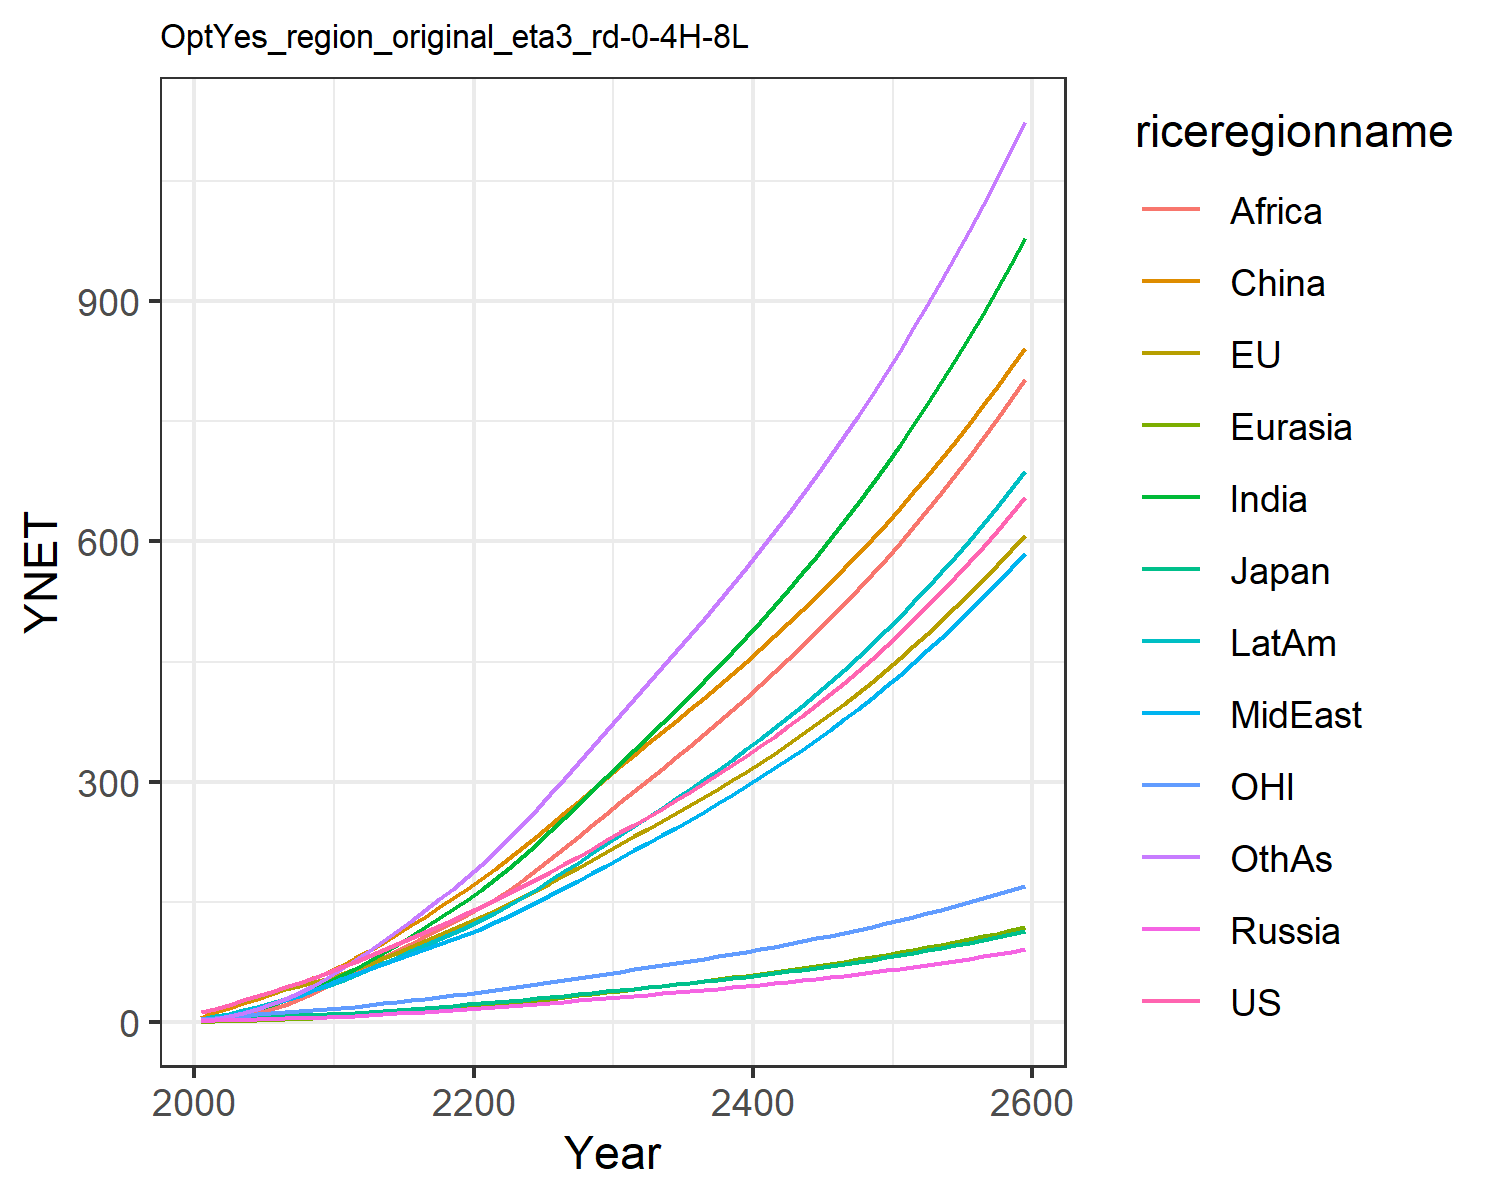 OptYes_region_original_eta3_rd-0-4H-8L
YNET
900
600
300
0
2000 2200 2400 2600
Year
riceregionname
Africa
China
EU
Eurasia
India
Japan
LatAm
MidEast
OHI
OthAs
Russia
US